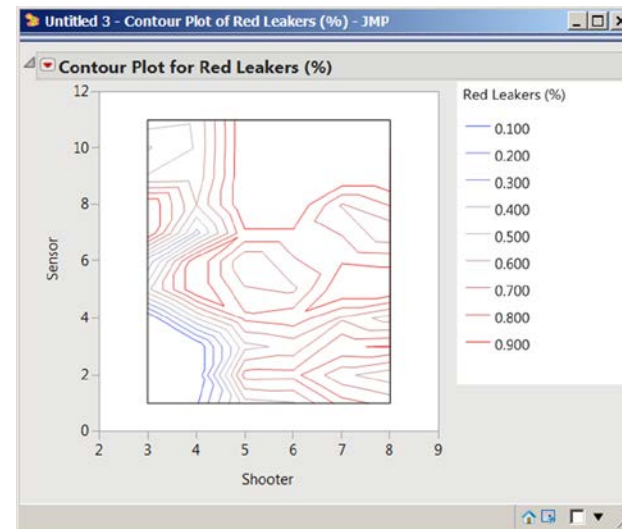 Untitled 3 - Contour Plot of Red Leakers (%) - JMP
Contour Plot for Red Leakers (%)
12
10
8
6
4
2
0
Sensor
2 3 4 5 6 7 8 9
Shooter
Red Leakers (%)
0.100
0.200
0.300
0.400
0.500
0.600
0.700
0.800
0.900